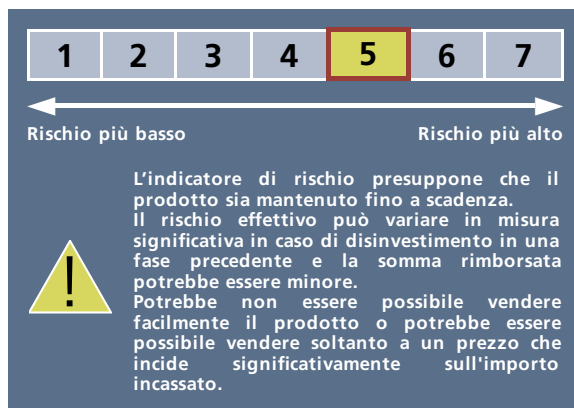 1 2 3 4 5 6 7
Rischio più basso Rischio più alto
L’indicatore di rischio presuppone che il
prodotto sia mantenuto fino a scadenza.
Il rischio effettivo può variare in misura
significativa in caso di disinvestimento in una
fase precedente e la somma rimborsata
potrebbe essere minore.
Potrebbe non essere possibile vendere
facilmente il prodotto o potrebbe essere
possibile vendere soltanto a un prezzo che
incide significativamente sull'importo
incassato.
!